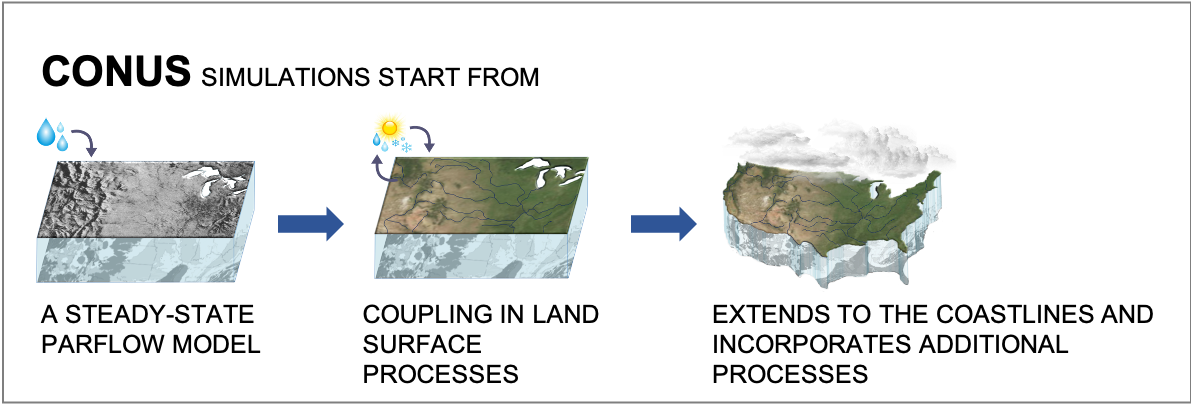 CONUS SIMULATIONS START FROM
A STEADY-STATE
PARFLOW MODEL
COUPLING IN LAND
SURFACE
PROCESSES
EXTENDS TO THE COASTLINES AND
INCORPORATES ADDITIONAL
PROCESSES